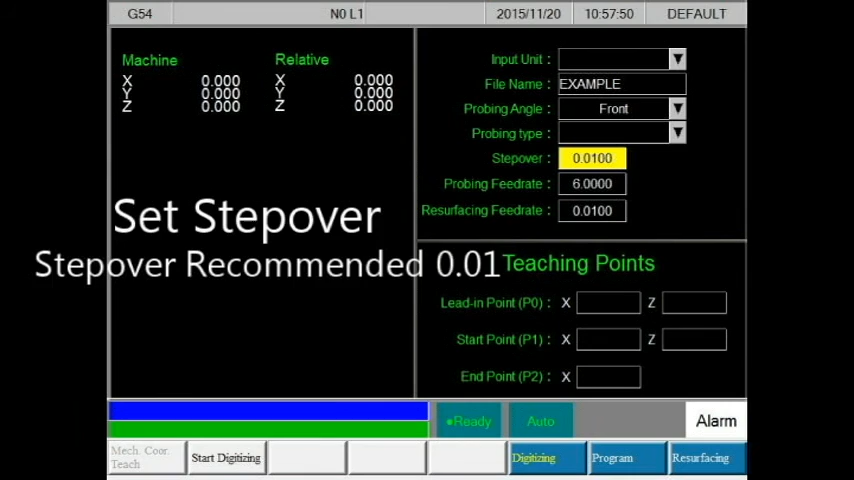 G54 N0 L1 2015/11/20 10:57:50 DEFAULT
Machine Relative
X 0.000 X 0.000
Y 0.000 Y 0.000
Z 0.000 Z 0.000
Input Unit :
File Name : EXAMPLE
Probing Angle : Front
Probing type :
Stepover : 0.0100
Probing Feedrate : 6.0000
Resurfacing Feedrate : 0.0100
Set Stepover
Stepover Recommended 0.01
Teaching Points
Lead-in Point (P0) : X Z
Start Point (P1) : X Z
End Point (P2) : X
●Ready Auto Alarm
Mech. Coor.
Teach
Start Digitizing
Digitizing
Program
Resurfacing